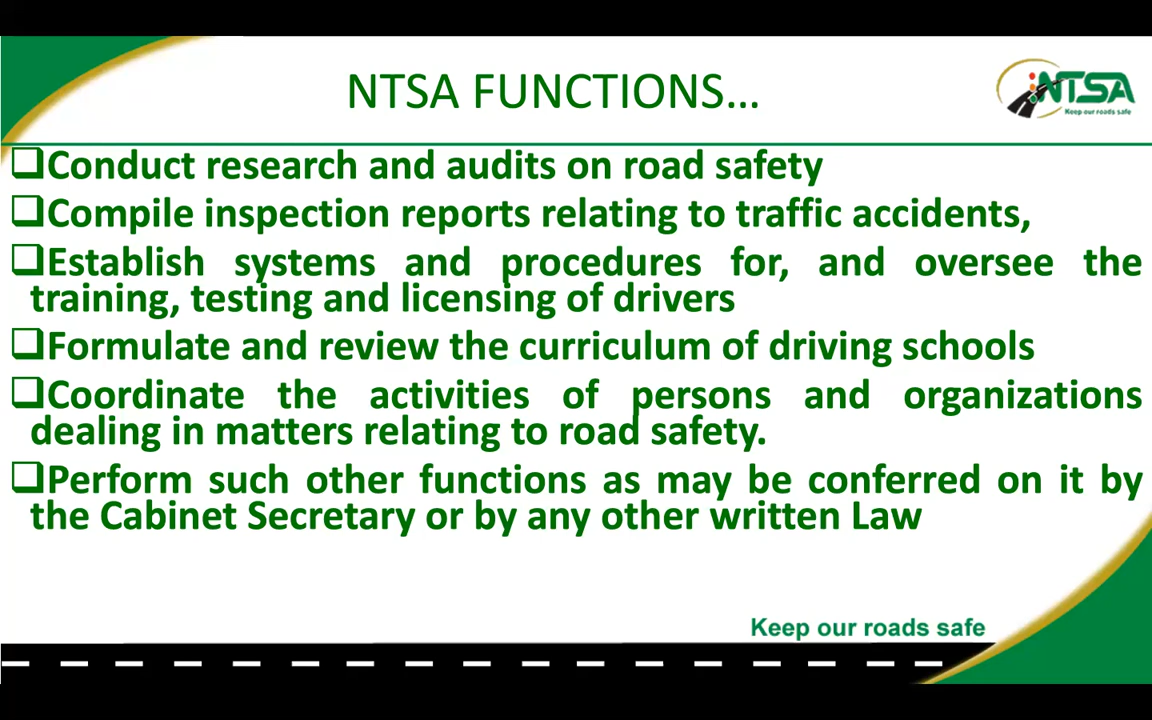 NTSA FUNCTIONS...
NTSA
Keep our roads safe
❑Conduct research and audits on road safety
❑Compile inspection reports relating to traffic accidents,
❑Establish systems and procedures for, and oversee the
training, testing and licensing of drivers
❑Formulate and review the curriculum of driving schools
❑Coordinate the activities of persons and organizations
dealing in matters relating to road safety.
❑Perform such other functions as may be conferred on it by
the Cabinet Secretary or by any other written Law
Keep our roads safe